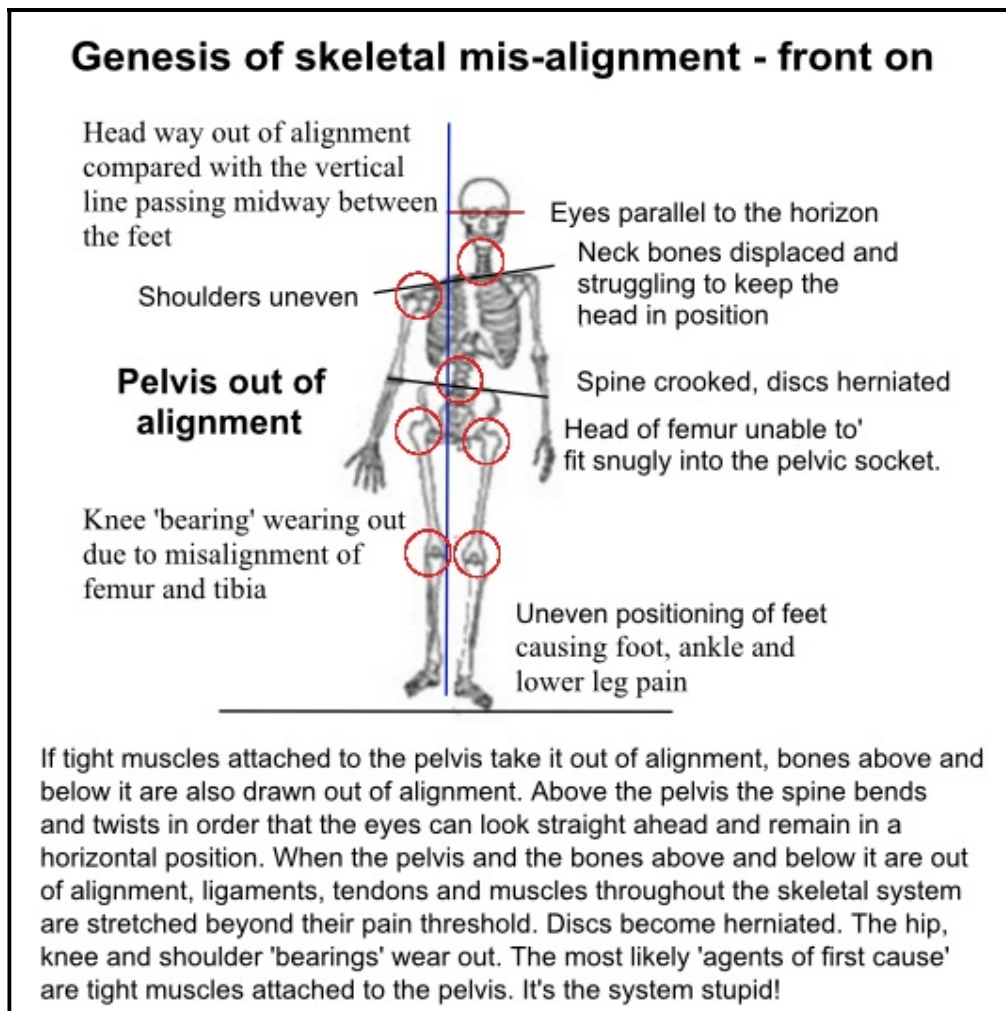 Genesis of skeletal mis-alignment - front on
Head way out of alignment
compared with the vertical
line passing midway between
the feet
Eyes parallel to the horizon
Neck bones displaced and
struggling to keep the
head in position
Shoulders uneven
Pelvis out of
alignment
Spine crooked, discs herniated
Head of femur unable to'
fit snugly into the pelvic socket.
Knee 'bearing' wearing out
due to misalignment of
femur and tibia
Uneven positioning of feet
causing foot, ankle and
lower leg pain
If tight muscles attached to the pelvis take it out of alignment, bones above and
below it are also drawn out of alignment. Above the pelvis the spine bends
and twists in order that the eyes can look straight ahead and remain in a
horizontal position. When the pelvis and the bones above and below it are out
of alignment, ligaments, tendons and muscles throughout the skeletal system
are stretched beyond their pain threshold. Discs become herniated. The hip,
knee and shoulder 'bearings' wear out. The most likely 'agents of first cause'
are tight muscles attached to the pelvis. It's the system stupid!